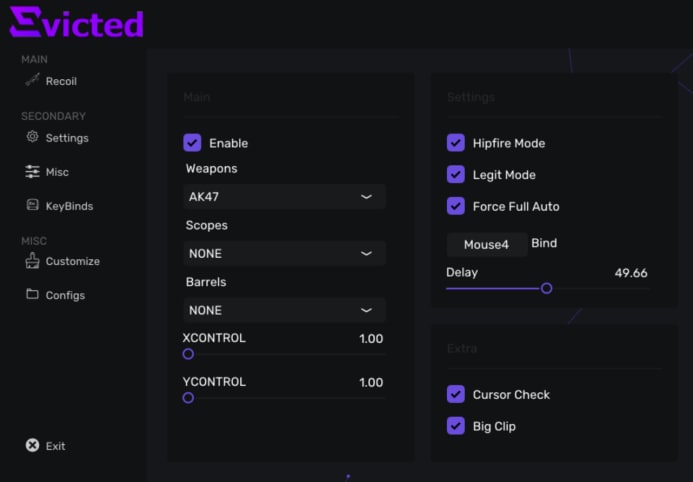 Evicted
MAIN
Recoil
SECONDARY
Settings
Misc
KeyBinds
MISC
Customize
Configs
Exit
Main
Enable
Weapons
AK47
Scopes
NONE
Barrels
NONE
XCONTROL 1.00
YCONTROL 1.00
Settings
Hipfire Mode
Legit Mode
Force Full Auto
Mouse4 Bind
Delay 49.66
Extra
Cursor Check
Big Clip